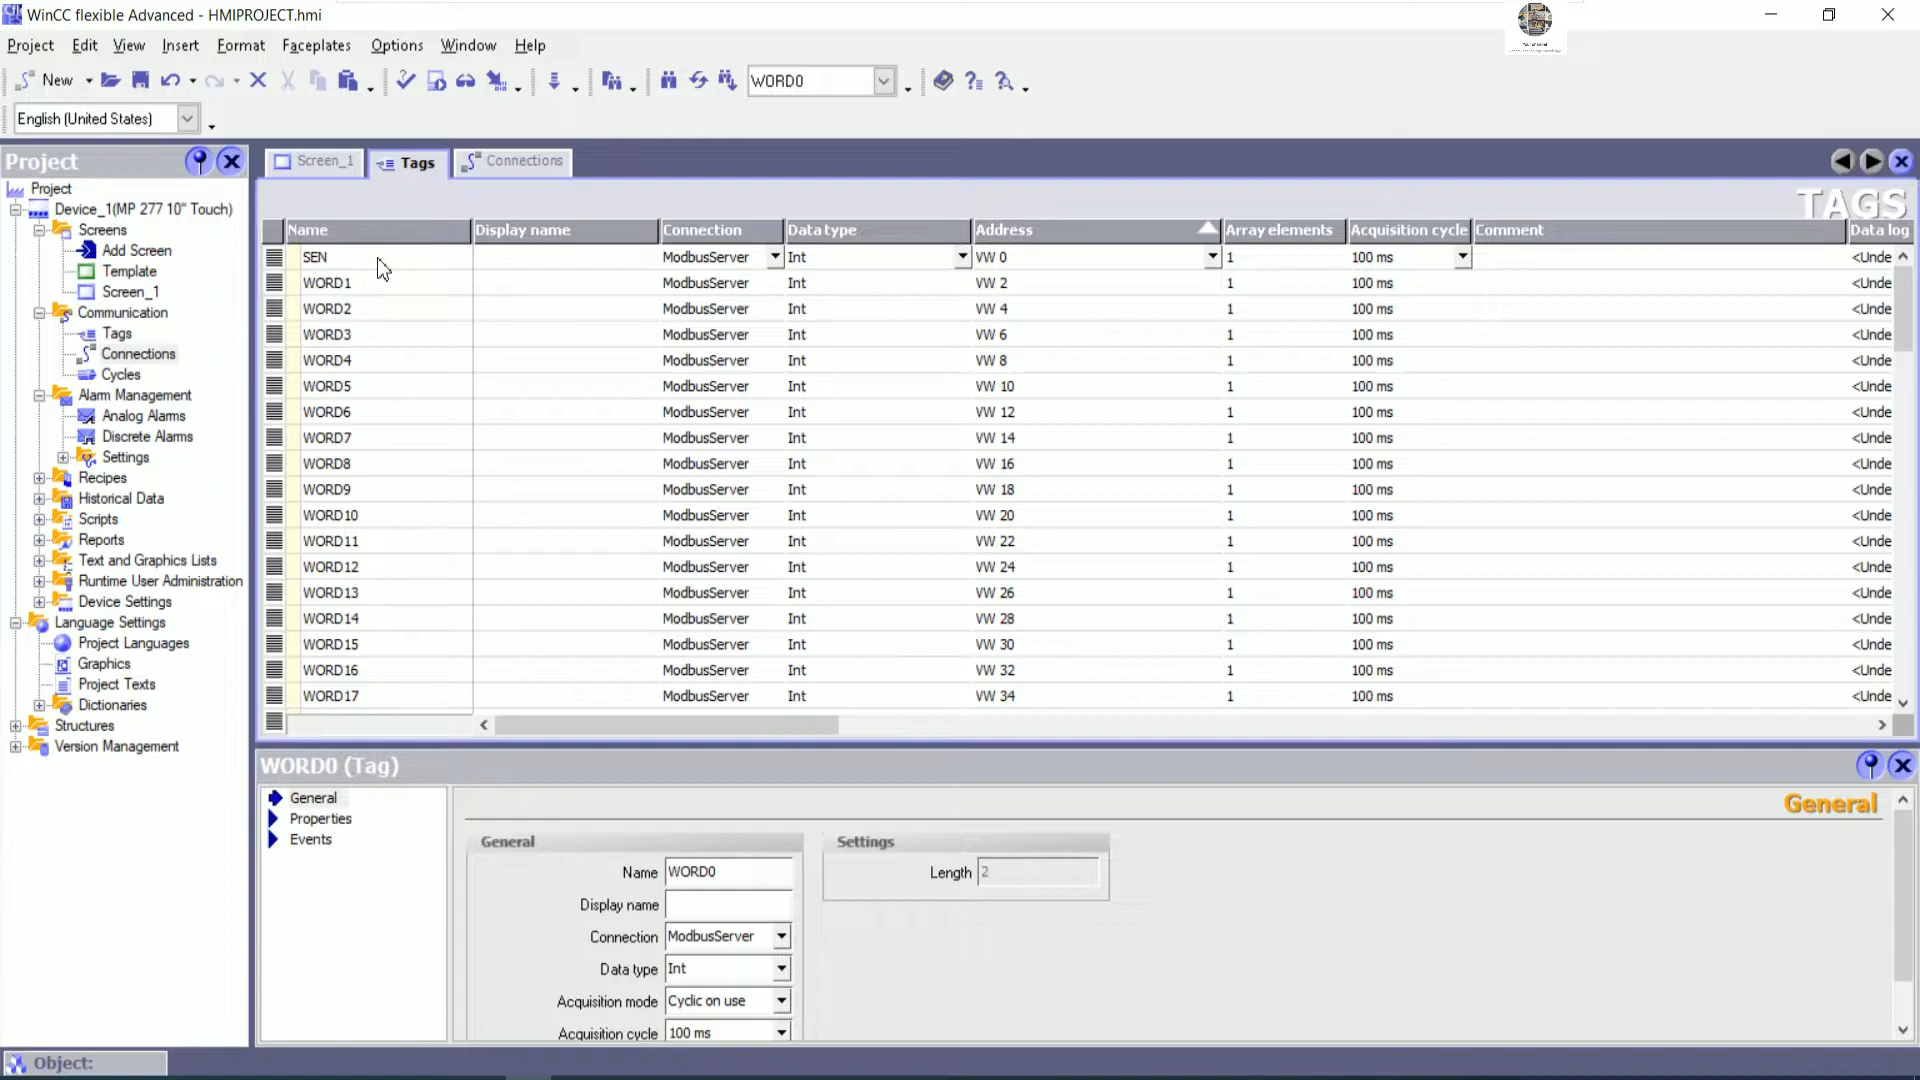 WinCC flexible Advanced - HMIPROJECT.hmi
Your channel
Project Edit View Insert Format Faceplates Options Window Help
New WORD0
English (United States)
Project
Project
Device_1(MP 277 10" Touch)
Screens
Add Screen
Template
Screen_1
Communication
Tags
Connections
Cycles
Alarm Management
Analog Alarms
Discrete Alarms
Settings
Recipes
Historical Data
Scripts
Reports
Text and Graphics Lists
Runtime User Administration
Device Settings
Language Settings
Project Languages
Graphics
Project Texts
Dictionaries
Structures
Version Management
Screen_1 Tags Connections
TAGS
Name Display name Connection Data type Address Array elements Acquisition cycle Comment Data log
SEN ModbusServer Int VW 0 1 100 ms <Unde
WORD1 ModbusServer Int VW 2 1 100 ms <Unde
WORD2 ModbusServer Int VW 4 1 100 ms <Unde
WORD3 ModbusServer Int VW 6 1 100 ms <Unde
WORD4 ModbusServer Int VW 8 1 100 ms <Unde
WORD5 ModbusServer Int VW 10 1 100 ms <Unde
WORD6 ModbusServer Int VW 12 1 100 ms <Unde
WORD7 ModbusServer Int VW 14 1 100 ms <Unde
WORD8 ModbusServer Int VW 16 1 100 ms <Unde
WORD9 ModbusServer Int VW 18 1 100 ms <Unde
WORD10 ModbusServer Int VW 20 1 100 ms <Unde
WORD11 ModbusServer Int VW 22 1 100 ms <Unde
WORD12 ModbusServer Int VW 24 1 100 ms <Unde
WORD13 ModbusServer Int VW 26 1 100 ms <Unde
WORD14 ModbusServer Int VW 28 1 100 ms <Unde
WORD15 ModbusServer Int VW 30 1 100 ms <Unde
WORD16 ModbusServer Int VW 32 1 100 ms <Unde
WORD17 ModbusServer Int VW 34 1 100 ms <Unde
WORD0 (Tag)
General
Properties
Events
General
General
Name WORD0
Display name
Connection ModbusServer
Data type Int
Acquisition mode Cyclic on use
Acquisition cycle 100 ms
Settings
Length 2
Object: